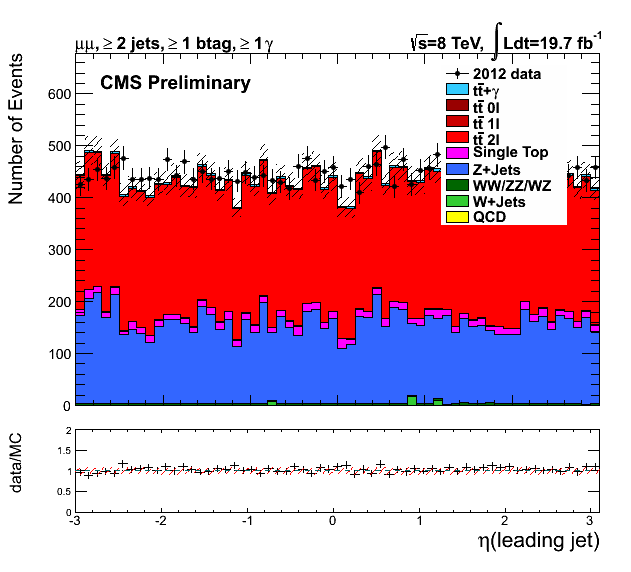 μμ, ≥ 2 jets, ≥ 1 btag, ≥ 1 γ
√s=8 TeV, ∫Ldt=19.7 fb⁻¹
Number of Events
CMS Preliminary
2012 data
tt̄+γ
tt̄ 0l
tt̄ 1l
tt̄ 2l
Single Top
Z+Jets
WW/ZZ/WZ
W+Jets
QCD
600
500
400
300
200
100
0
data/MC
2
1.5
1
0.5
0
-3 -2 -1 0 1 2 3
η(leading jet)